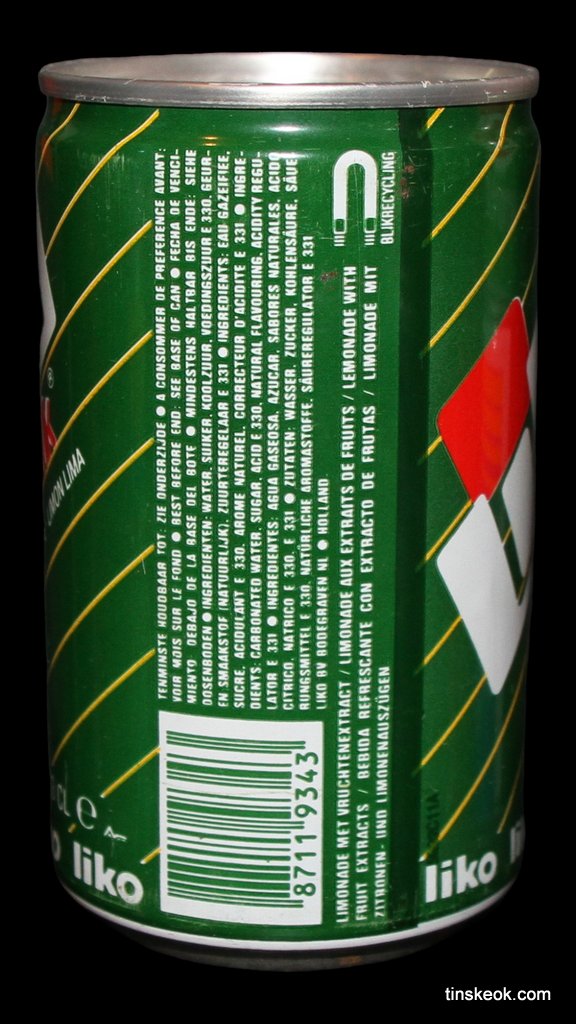 TENMINSTE HOUDBAAR TOT: ZIE ONDERZIJDE ● A CONSOMMER DE PREFERENCE AVANT:
VOIR MOIS SUR LE FOND ● BEST BEFORE END: SEE BASE OF CAN ● FECHA DE VENCI-
MIENTO: DEBAJO DE LA BASE DEL BOTE ● MINDESTENS HALTBAR BIS ENDE: SIEHE
DOSENBODEN ● INGREDIENTEN: WATER, SUIKER, KOOLZUUR, VOEDINGSZUUR E 330, GEUR-
EN SMAAKSTOF (NATUURLIJK), ZUURTEREGELAAR E 331 ● INGREDIENTS: EAU GAZEIFEE,
SUCRE, ACIDULANT E 330, AROME NATUREL, CORRECTEUR D'ACIDITE E 331 ● INGRE-
DIENTS: CARBONATED WATER, SUGAR, ACID E 330, NATURAL FLAVOURING, ACUITY REGU-
LATOR E 331 ● INGREDIENTES: AGUA GASEOSA, AZUCAR, SABORES NATURALES, ACIDO
CITRICO, NATRICO E 330, E 331 ● ZUTATEN: WASSER, ZUCKER, KOHLENSÄURE, SÄUE
RUNGSMITTEL E 330, NATÜRLICHE AROMASTOFFE, SÄUREREGULATOR E 331
LIKO BV BODEGRAVEN NL ● HOLLAND
BLIKRECYCLING
LIMONADE MET VRUCHTENEXTRACT / LIMONADE AUX EXTRAITS DE FRUITS / LEMONADE WITH
FRUIT EXTRACTS / BEBIDA REFRESCANTE CON EXTRACTO DE FRUTAS / LIMONADE MIT
ZITRONEN- UND LIMONENAUSZÜGEN
8711 9343
LIMON LIMA
®
cl e
liko
liko
tinskeok.com